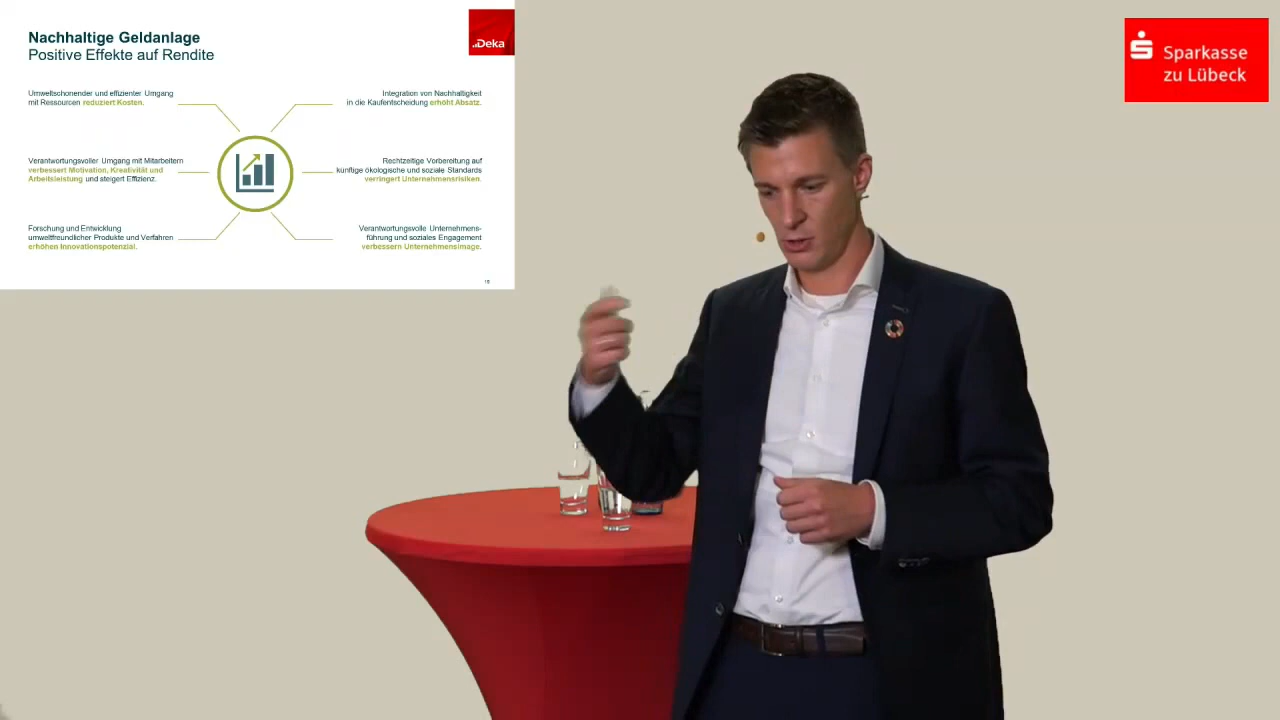 Nachhaltige Geldanlage
Positive Effekte auf Rendite
.ıılDeka
Umweltschonender und effizienter Umgang
mit Ressourcen reduziert Kosten.
Verantwortungsvoller Umgang mit Mitarbeitern
verbessert Motivation, Kreativität und
Arbeitsleistung und steigert Effizienz.
Forschung und Entwicklung
umweltfreundlicher Produkte und Verfahren
erhöhen Innovationspotenzial.
Integration von Nachhaltigkeit
in die Kaufentscheidung erhöht Absatz.
Rechtzeitige Vorbereitung auf
künftige ökologische und soziale Standards
verringert Unternehmensrisiken.
Verantwortungsvolle Unternehmens-
führung und soziales Engagement
verbessern Unternehmensimage.
Sparkasse
zu Lübeck